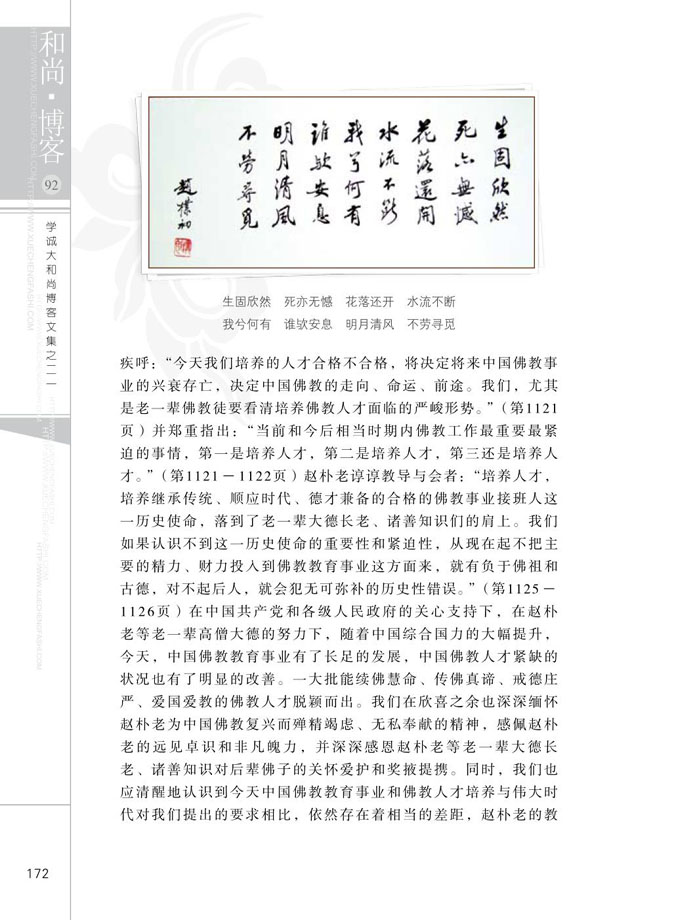 和尚·博客
92
学诚大和尚博客文集之二一
生固欣然
死亦無憾
花落還開
水流不斷
我兮何有
誰欤安息
明月清風
不勞尋覓
趙樸初
生固欣然　死亦无憾　花落还开　水流不断
我兮何有　谁欤安息　明月清风　不劳寻觅
疾呼：“今天我们培养的人才合格不合格，将决定将来中国佛教事
业的兴衰存亡，决定中国佛教的走向、命运、前途。我们，尤其
是老一辈佛教徒要看清培养佛教人才面临的严峻形势。”（第1121
页）并郑重指出：“当前和今后相当时期内佛教工作最重要最紧
迫的事情，第一是培养人才，第二是培养人才，第三还是培养人
才。”（第1121－1122页）赵朴老谆谆教导与会者：“培养人才，
培养继承传统、顺应时代、德才兼备的合格的佛教事业接班人这
一历史使命，落到了老一辈大德长老、诸善知识们的肩上。我们
如果认识不到这一历史使命的重要性和紧迫性，从现在起不把主
要的精力、财力投入到佛教教育事业这方面来，就有负于佛祖和
古德，对不起后人，就会犯无可弥补的历史性错误。”（第1125－
1126页）在中国共产党和各级人民政府的关心支持下，在赵朴
老等老一辈高僧大德的努力下，随着中国综合国力的大幅提升，
今天，中国佛教教育事业有了长足的发展，中国佛教人才紧缺的
状况也有了明显的改善。一大批能续佛慧命、传佛真谛、戒德庄
严、爱国爱教的佛教人才脱颖而出。我们在欣喜之余也深深缅怀
赵朴老为中国佛教复兴而殚精竭虑、无私奉献的精神，感佩赵朴
老的远见卓识和非凡魄力，并深深感恩赵朴老等老一辈大德长
老、诸善知识对后辈佛子的关怀爱护和奖掖提携。同时，我们也
应清醒地认识到今天中国佛教教育事业和佛教人才培养与伟大时
代对我们提出的要求相比，依然存在着相当的差距，赵朴老的教
172